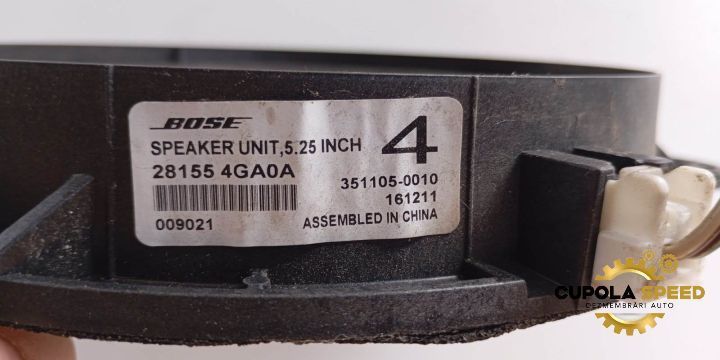 BOSE
SPEAKER UNIT,5.25 INCH
4
28155 4GA0A
351105-0010
161211
009021
ASSEMBLED IN CHINA
CUPOLA SPEED
DEZMEMBRĂRI AUTO